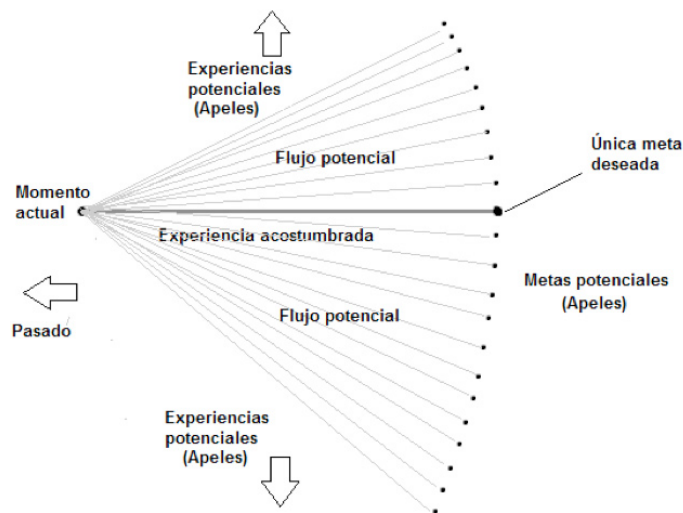 Experiencias
potenciales
(Apeles)
Flujo potencial
Única meta
deseada
Momento
actual
Experiencia acostumbrada
Metas potenciales
(Apeles)
Flujo potencial
Pasado
Experiencias
potenciales
(Apeles)